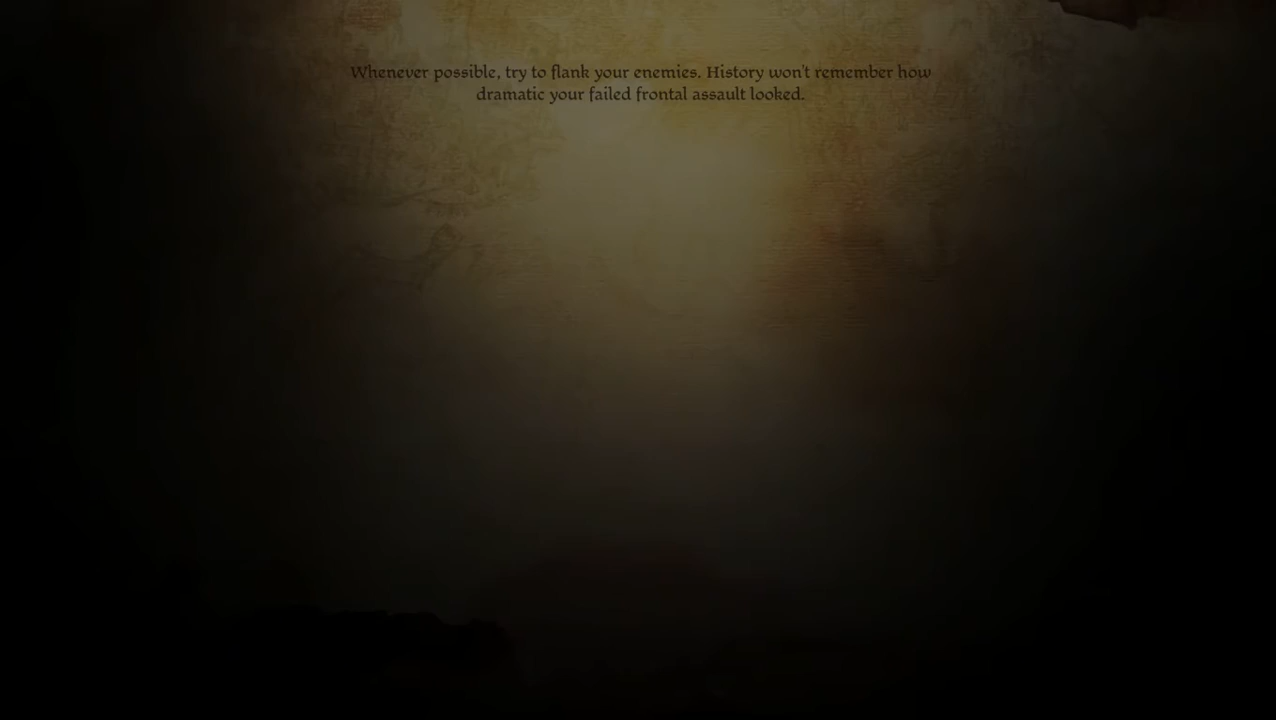 Whenever possible, try to flank your enemies. History won't remember how
dramatic your failed frontal assault looked.